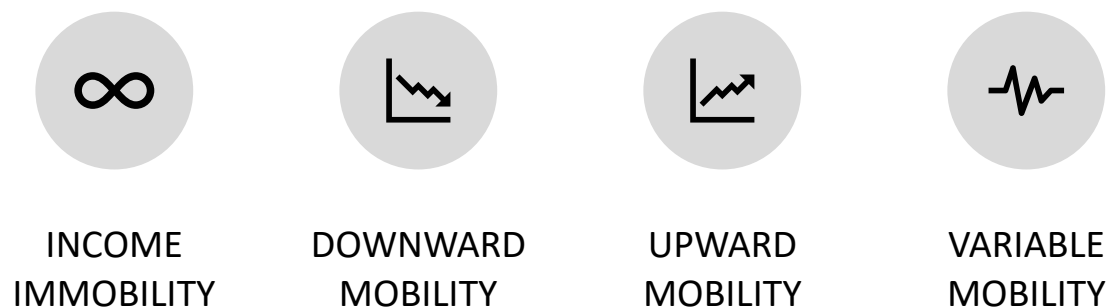 INCOME
IMMOBILITY
DOWNWARD
MOBILITY
UPWARD
MOBILITY
VARIABLE
MOBILITY